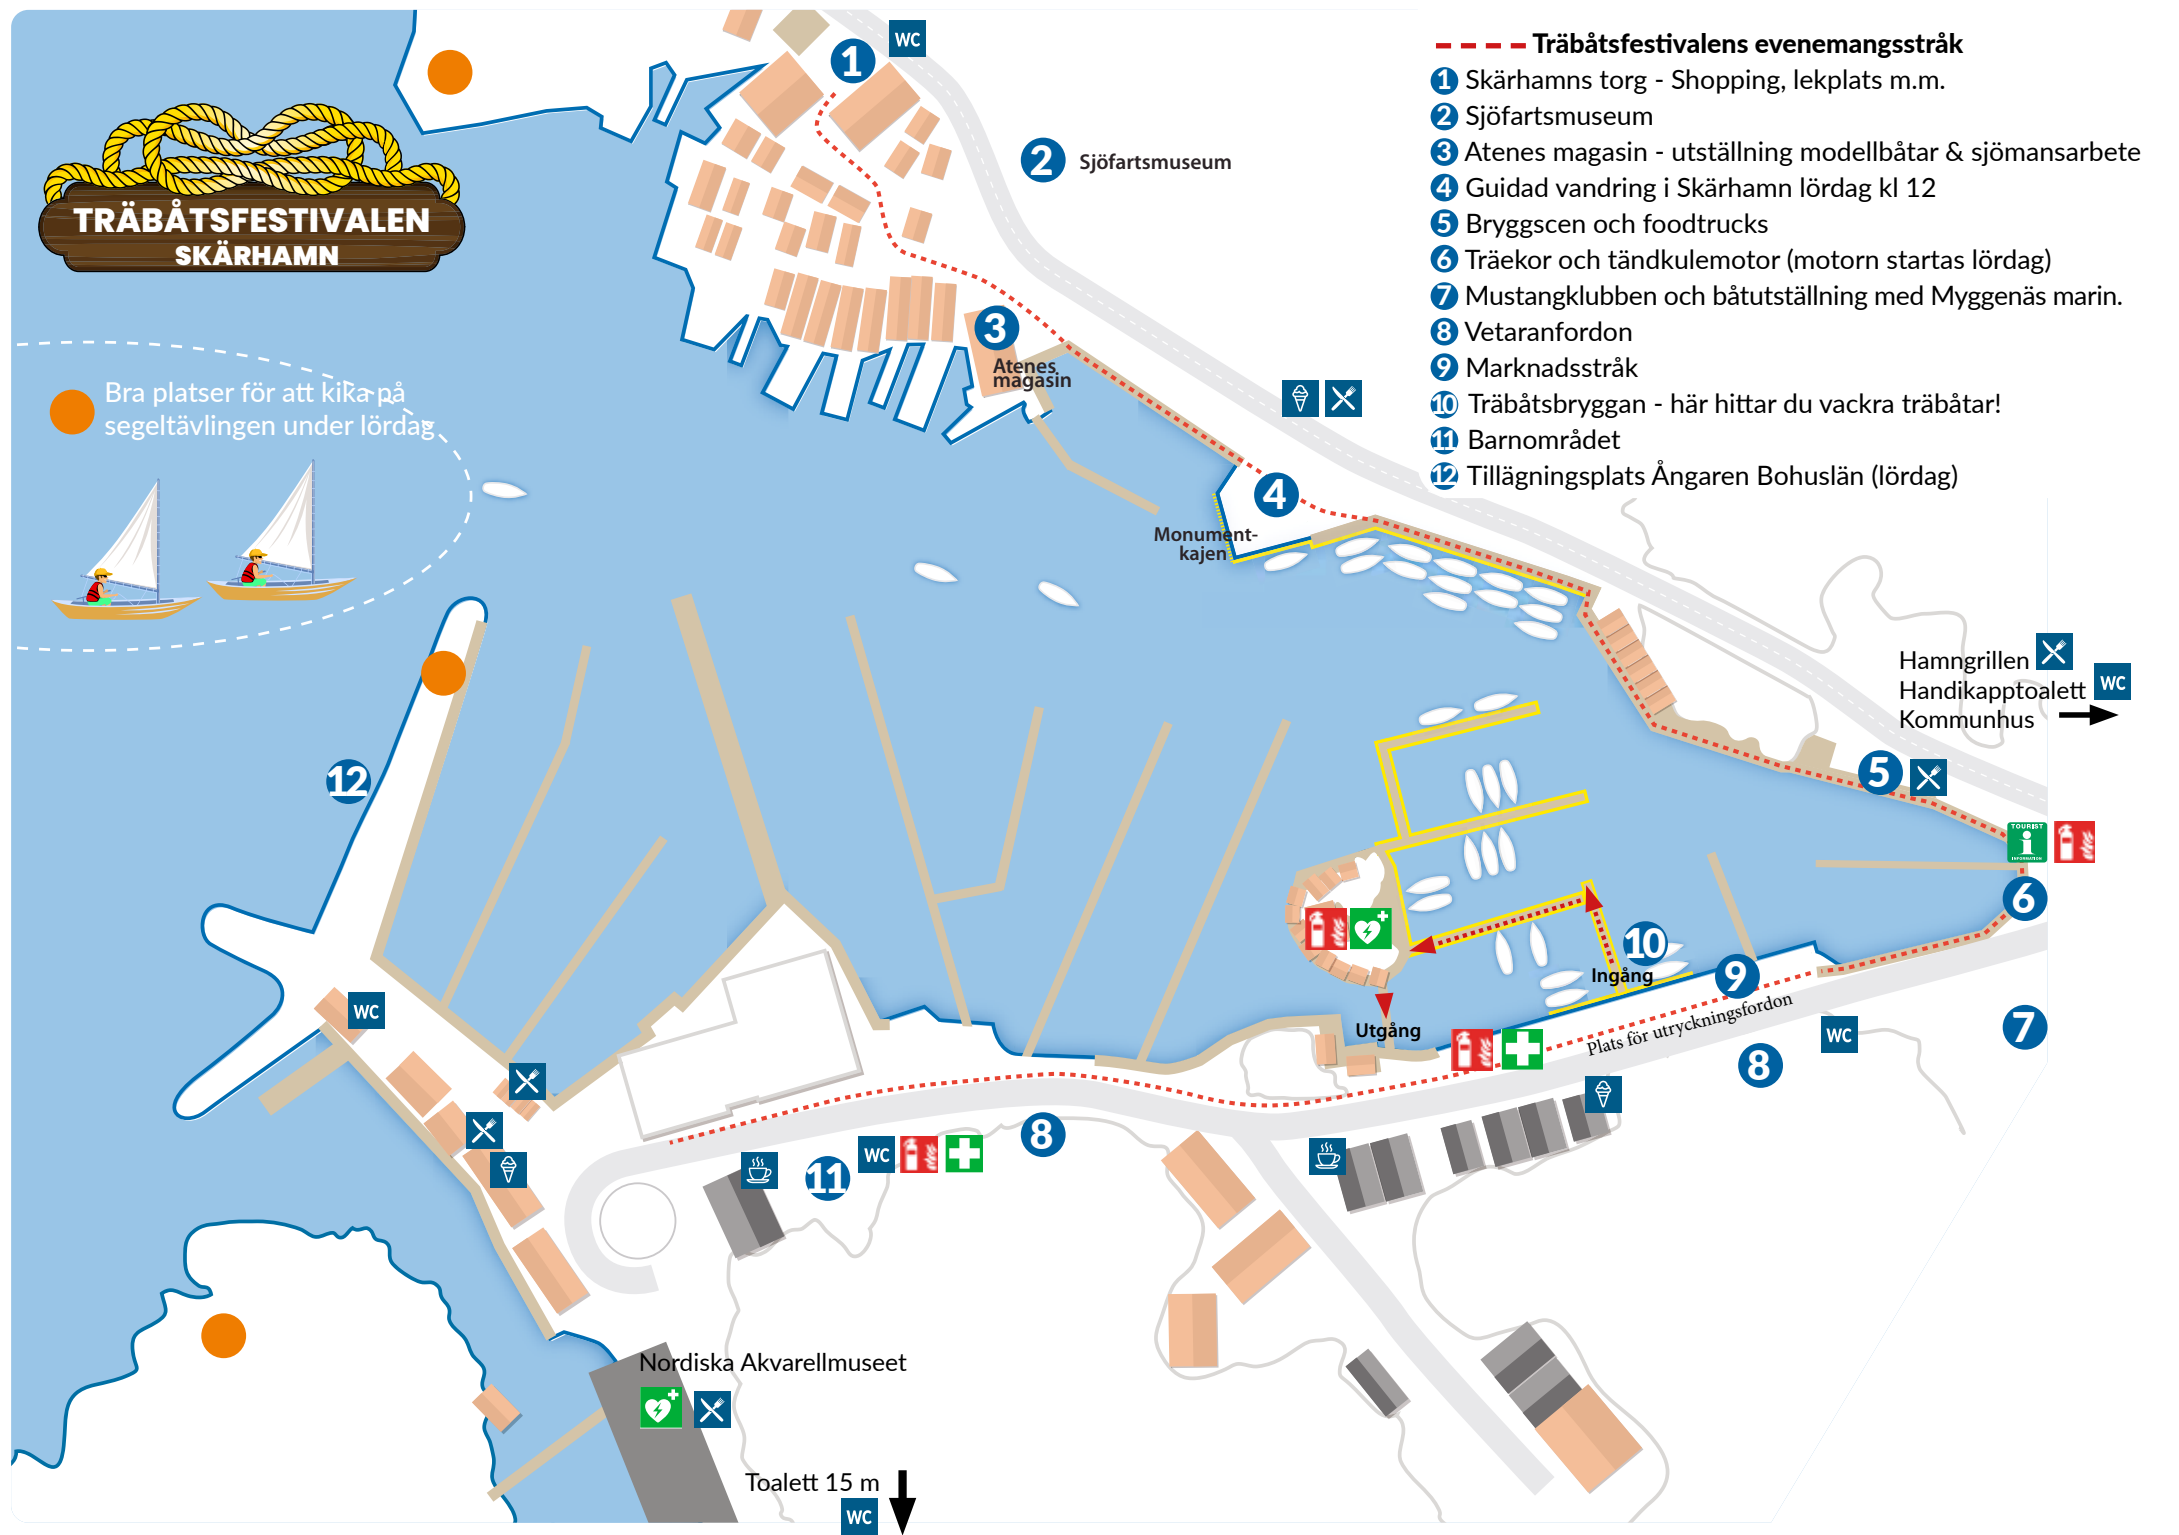 Träbåtsfestivalens evenemangsstråk
1 Skärhamns torg - Shopping, lekplats m.m.
2 Sjöfartsmuseum
3 Atenes magasin - utställning modellbåtar & sjömansarbete
4 Guidad vandring i Skärhamn lördag kl 12
5 Bryggscen och foodtrucks
6 Träekor och tändkulemotor (motorn startas lördag)
7 Mustangklubben och båtutställning med Myggenäs marin.
8 Vetaranfordon
9 Marknadsstråk
10 Träbåtsbryggan - här hittar du vackra träbåtar!
11 Barnområdet
12 Tillägningsplats Ångaren Bohuslän (lördag)
1
WC
2 Sjöfartsmuseum
TRÄBÅTSFESTIVALEN
SKÄRHAMN
3
Atenes
magasin
Bra platser för att kika på
segeltävlingen under lördag
4
Monument-
kajen
Hamngrillen
Handikapptoalett WC
Kommunhus
12
5
TOURIST
INFORMATION
6
10
Ingång
9
Plats för utryckningsfordon
Utgång
WC
WC
7
8
8
WC
11
Nordiska Akvarellmuseet
Toalett 15 m
WC